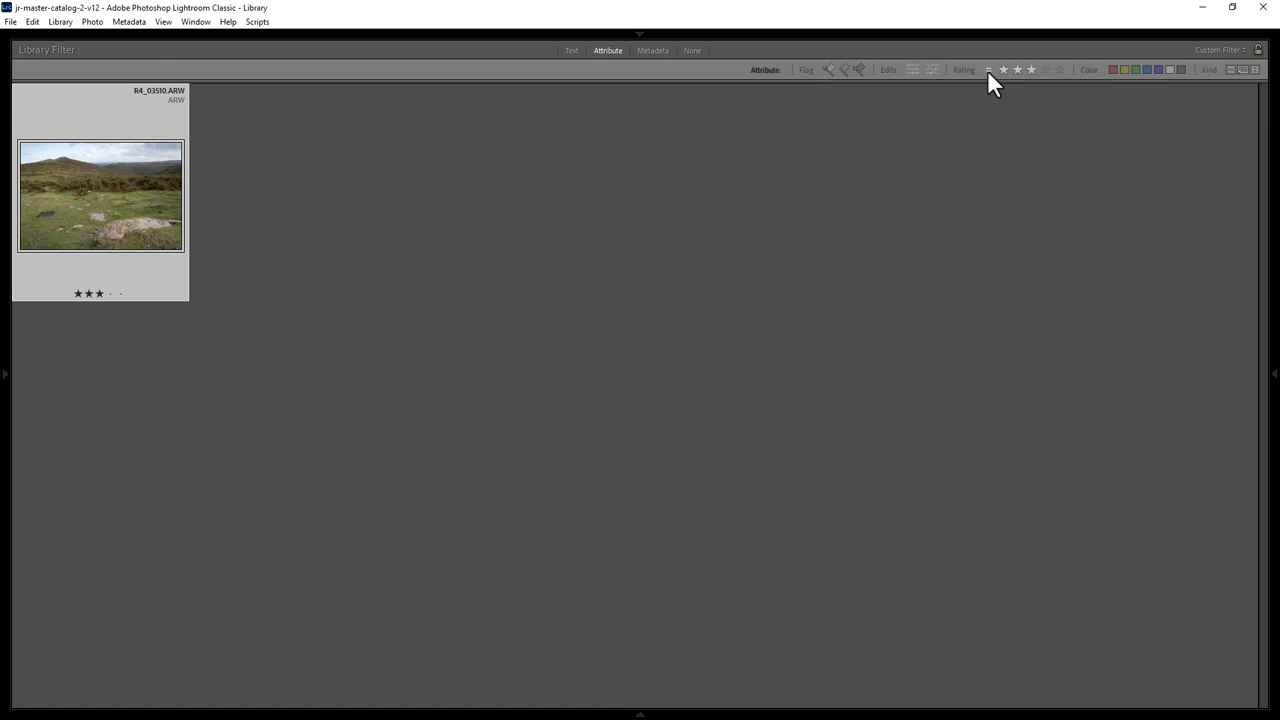 Lrc jr-master-catalog-2-v12 - Adobe Photoshop Lightroom Classic - Library
File Edit Library Photo Metadata View Window Help Scripts
Library Filter : Text Attribute Metadata None Custom Filter
Attribute Flag Edits Rating = ★ ★ ★ ★ ★ Color Kind
R4_03510.ARW
ARW
★★★ · ·